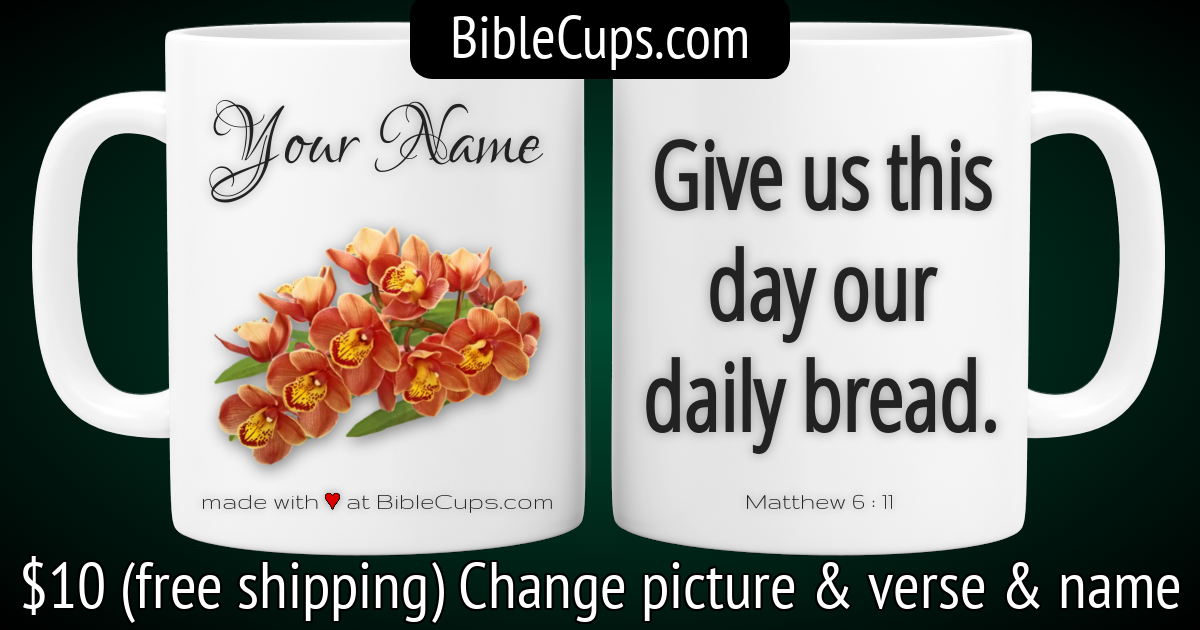 BibleCups.com
Your Name
made with ♥ at BibleCups.com
Give us this
day our
daily bread.
Matthew 6 : 11
$10 (free shipping) Change picture & verse & name